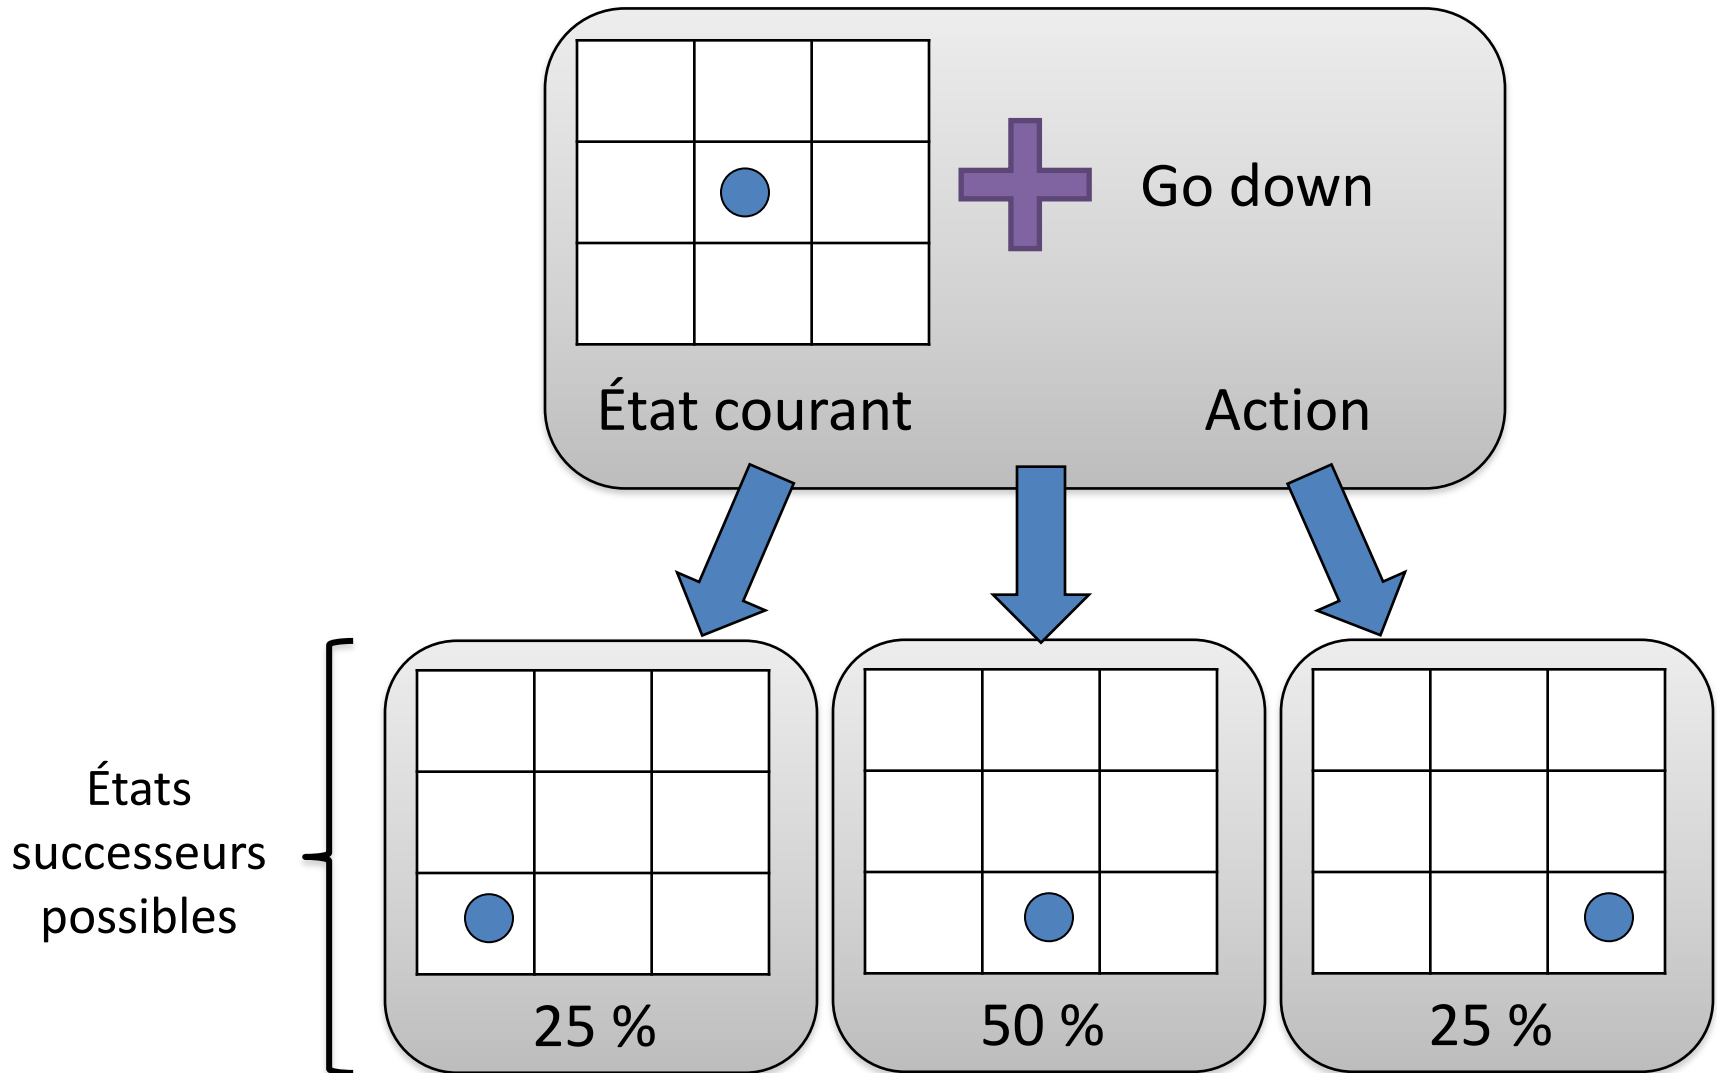 Go down
État courant
Action
États
successeurs
possibles
25 %
50 %
25 %